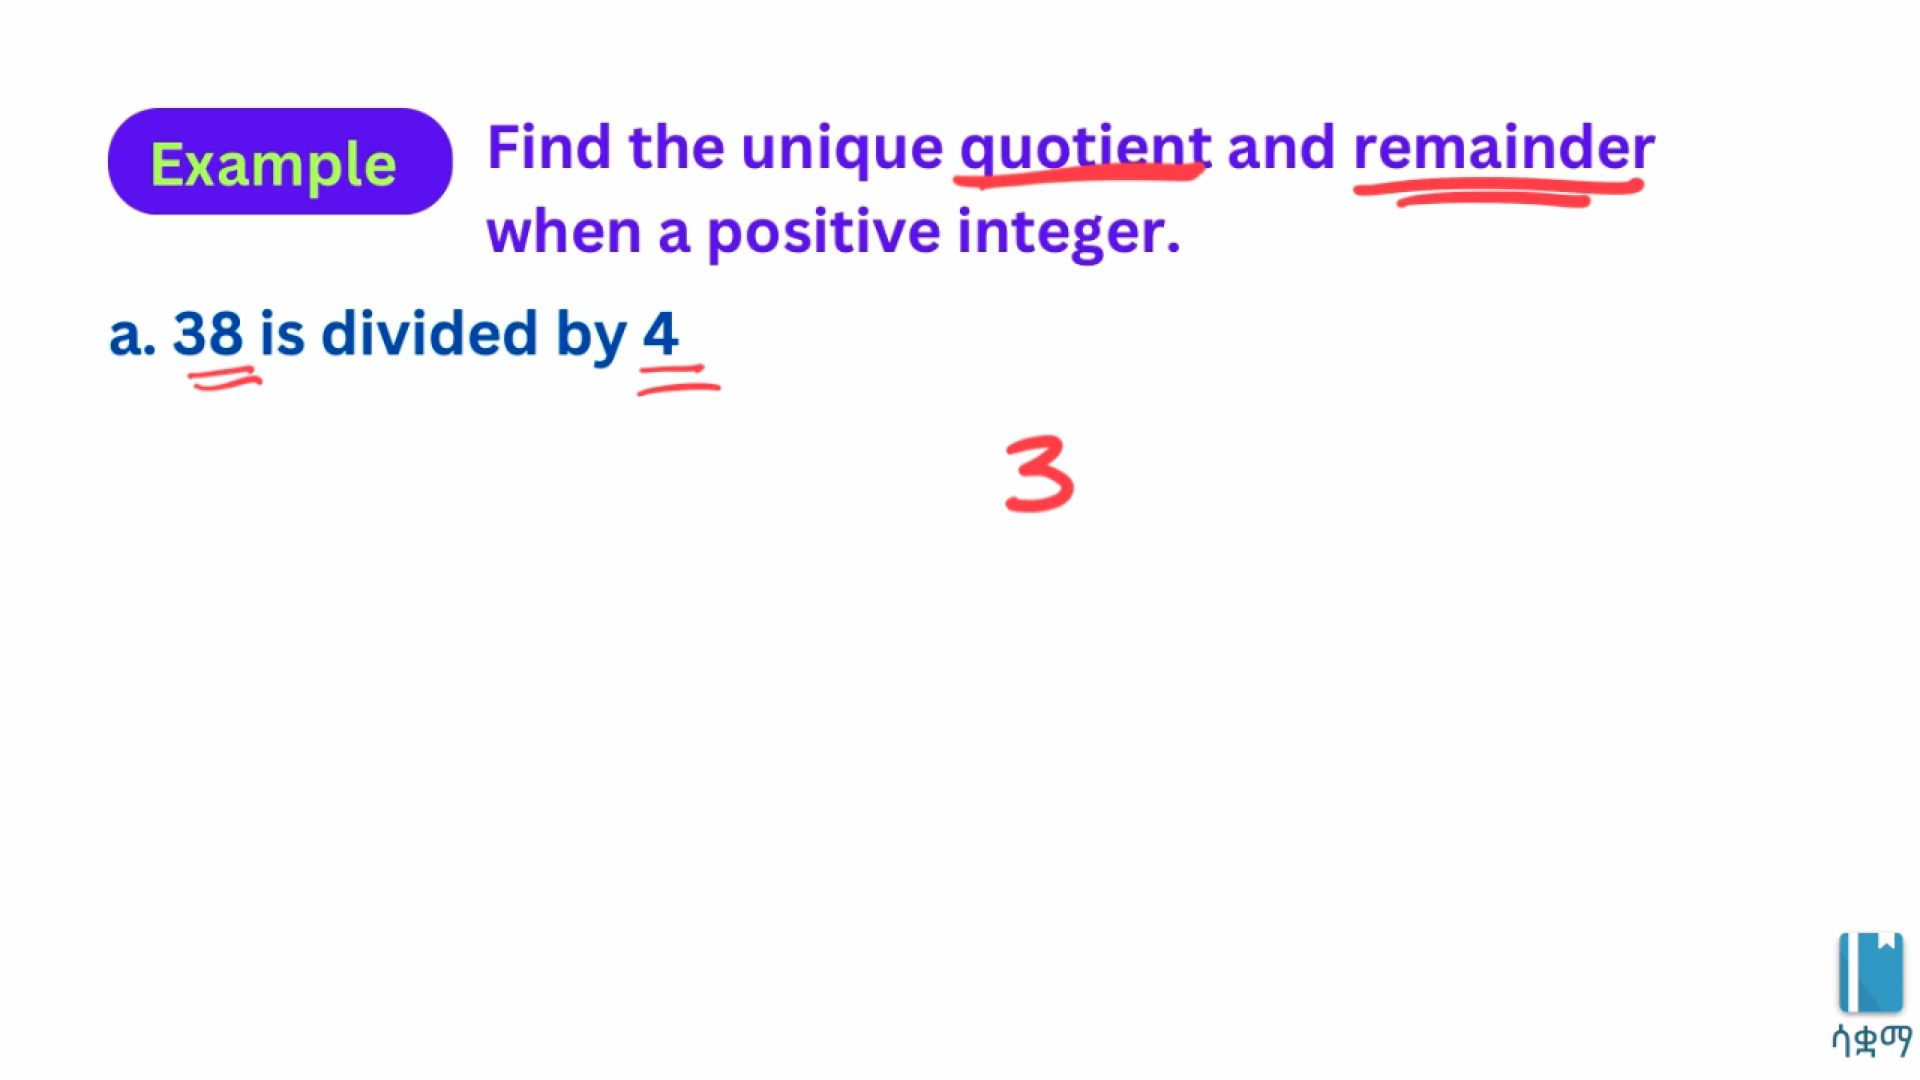 Example
Find the unique quotient and remainder
when a positive integer.
a. 38 is divided by 4
3
ሳቋማ